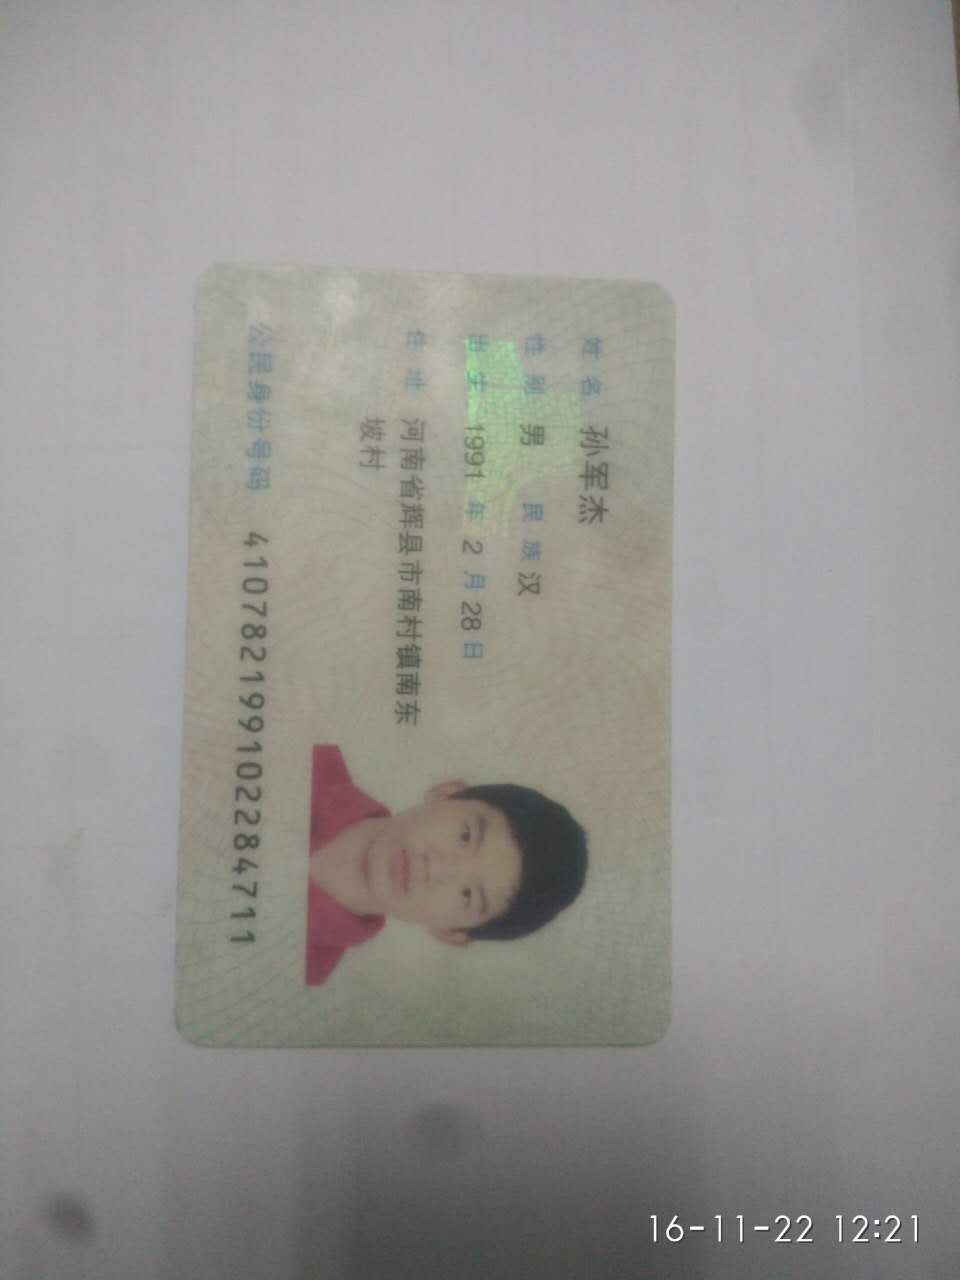 姓名 孙军杰
性别 男 民族 汉
出生 1991 年 2 月 28 日
住址 河南省辉县市南村镇南东
坡村
公民身份号码 410782199102284711
16-11-22 12:21